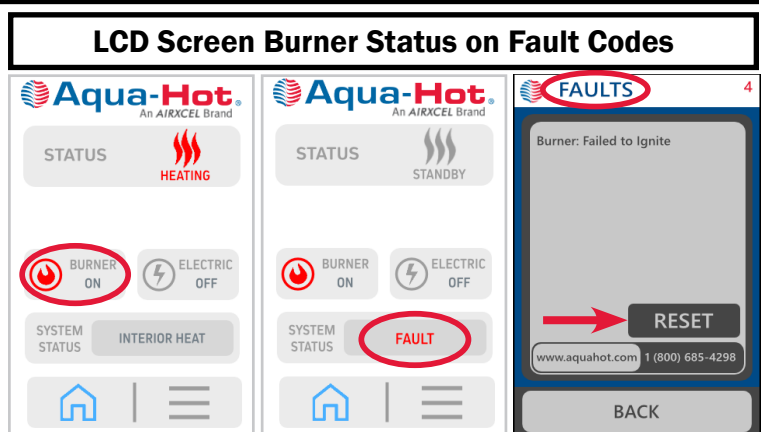 LCD Screen Burner Status on Fault Codes
Aqua-Hot®
An AIRXCEL Brand
STATUS
HEATING
BURNER
ON
ELECTRIC
OFF
SYSTEM
STATUS
INTERIOR HEAT
Aqua-Hot®
An AIRXCEL Brand
STATUS
STANDBY
BURNER
ON
ELECTRIC
OFF
SYSTEM
STATUS
FAULT
FAULTS
4
Burner: Failed to Ignite
RESET
www.aquahot.com 1 (800) 685-4298
BACK